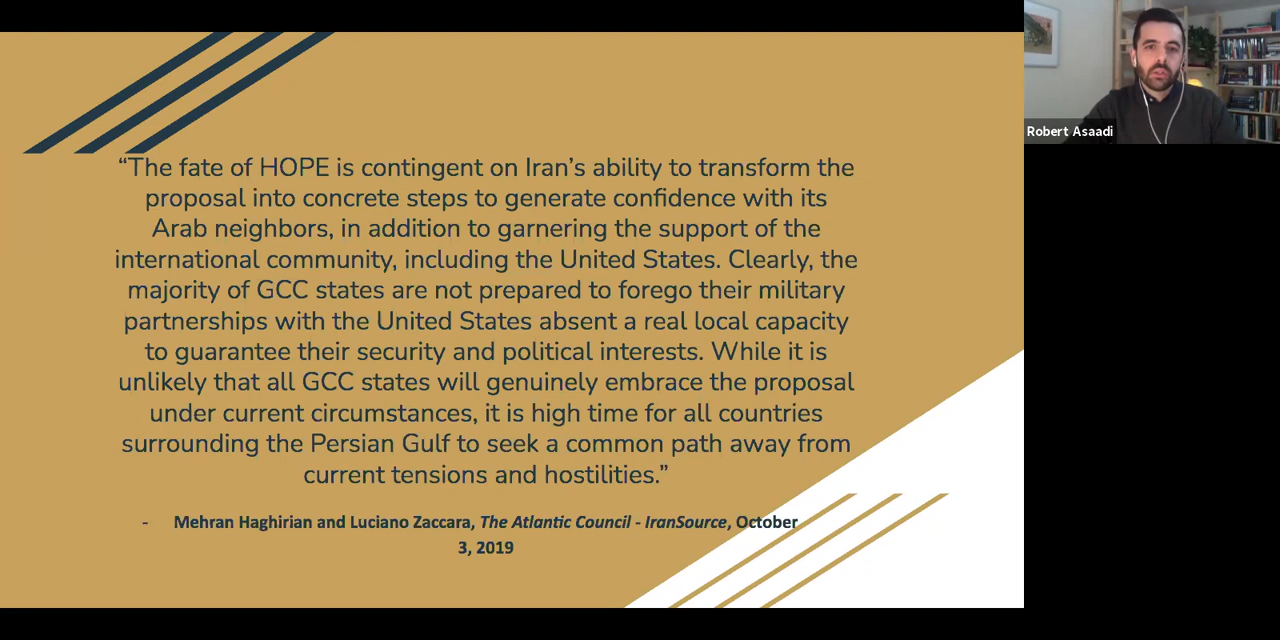 “The fate of HOPE is contingent on Iran’s ability to transform the
proposal into concrete steps to generate confidence with its
Arab neighbors, in addition to garnering the support of the
international community, including the United States. Clearly, the
majority of GCC states are not prepared to forego their military
partnerships with the United States absent a real local capacity
to guarantee their security and political interests. While it is
unlikely that all GCC states will genuinely embrace the proposal
under current circumstances, it is high time for all countries
surrounding the Persian Gulf to seek a common path away from
current tensions and hostilities.”
- Mehran Haghirian and Luciano Zaccara, The Atlantic Council - IranSource, October
3, 2019
Robert Asaadi